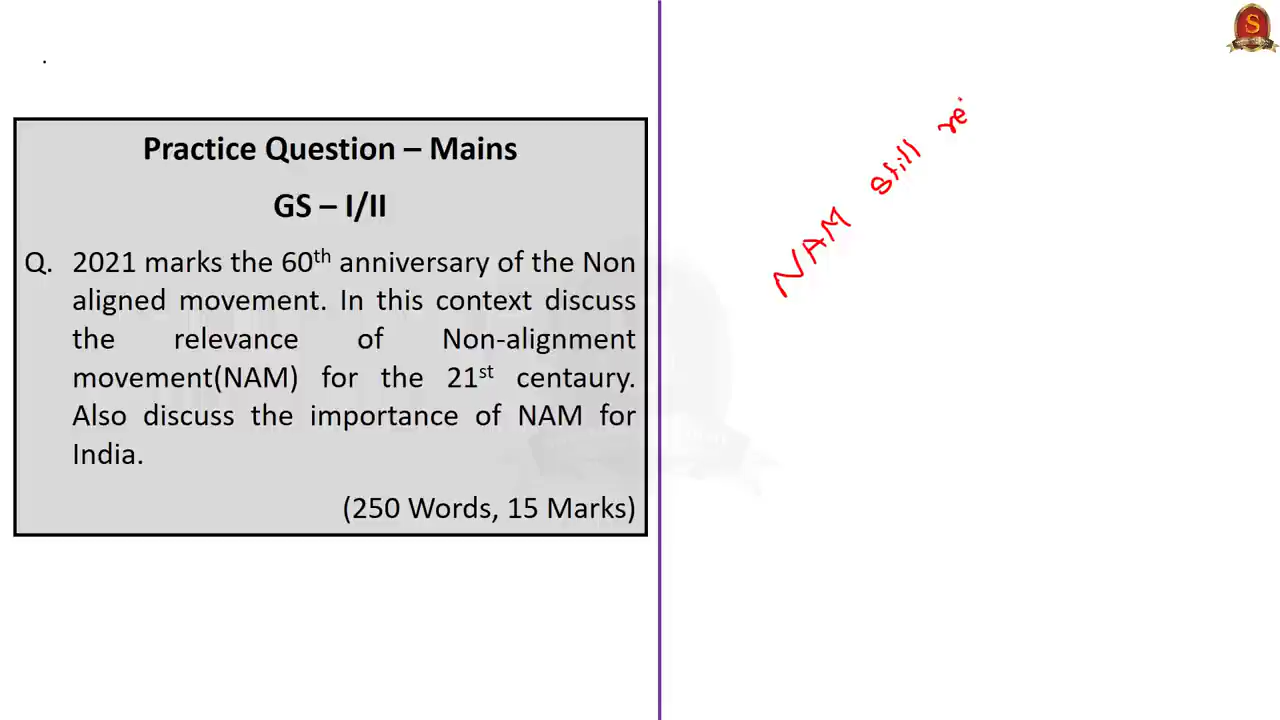 Practice Question – Mains
GS – I/II
Q. 2021 marks the 60th anniversary of the Non
aligned movement. In this context discuss
the relevance of Non-alignment
movement(NAM) for the 21st centaury.
Also discuss the importance of NAM for
India.
(250 Words, 15 Marks)
NAM still re
S